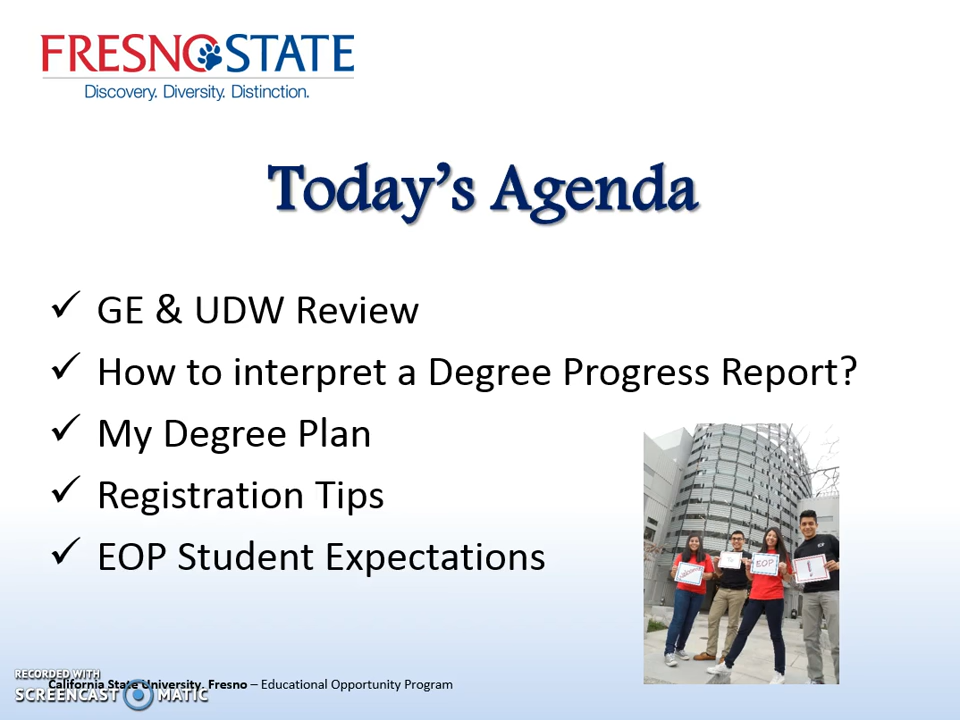 FRESNO STATE
Discovery. Diversity. Distinction.
Today's Agenda
✓ GE & UDW Review
✓ How to interpret a Degree Progress Report?
✓ My Degree Plan
✓ Registration Tips
✓ EOP Student Expectations
EOP
!
RECORDED WITH
SCREENCAST MATIC
California State University, Fresno – Educational Opportunity Program